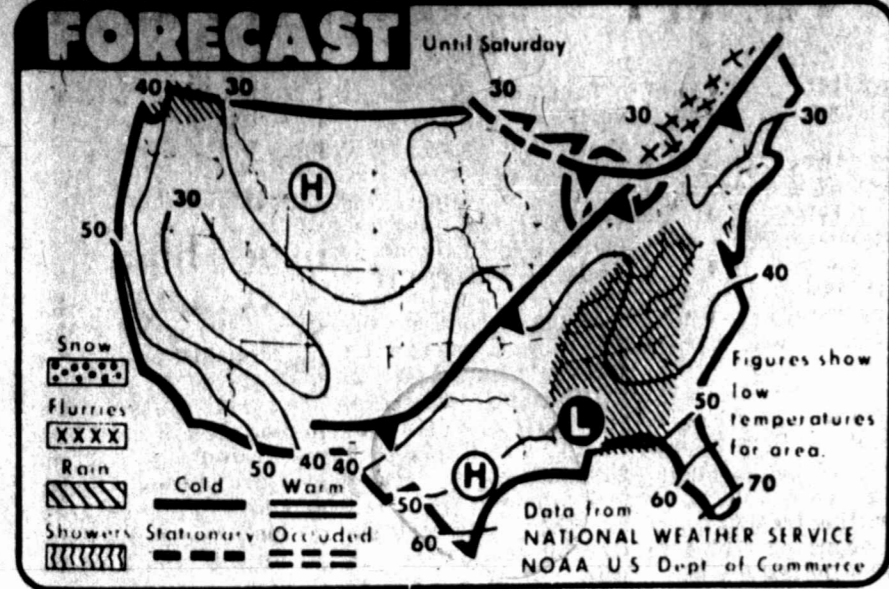 FORECAST
Until Saturday
40
30
30
30
30
H
30
50
40
Snow
Flurries
XXXX
Rain
Showers
Cold
Warm
Stationary
Occluded
50
40
40
L
H
50
60
Figures show
low
temperatures
for area.
50
60
70
Data from
NATIONAL WEATHER SERVICE
NOAA U S Dept of Commerce